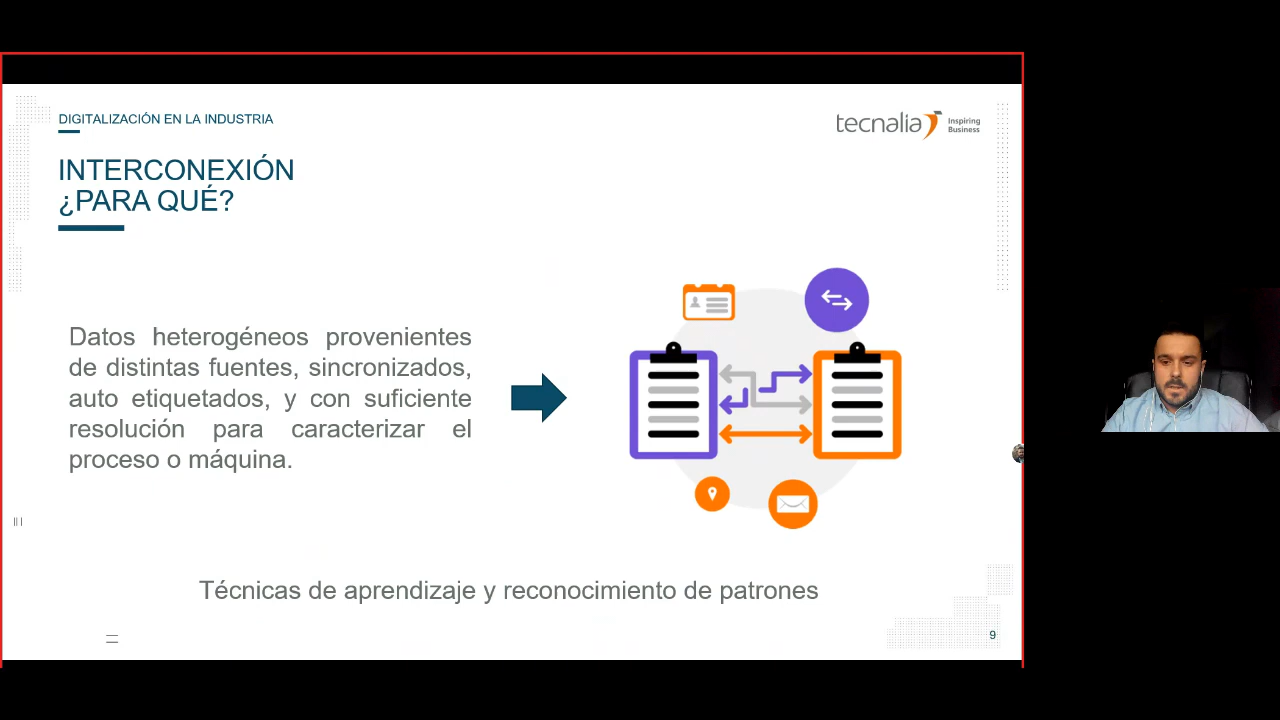 DIGITALIZACIÓN EN LA INDUSTRIA
tecnalia Inspiring
Business
INTERCONEXIÓN
¿PARA QUÉ?
Datos heterogéneos provenientes
de distintas fuentes, sincronizados,
auto etiquetados, y con suficiente
resolución para caracterizar el
proceso o máquina.
Técnicas de aprendizaje y reconocimiento de patrones
9